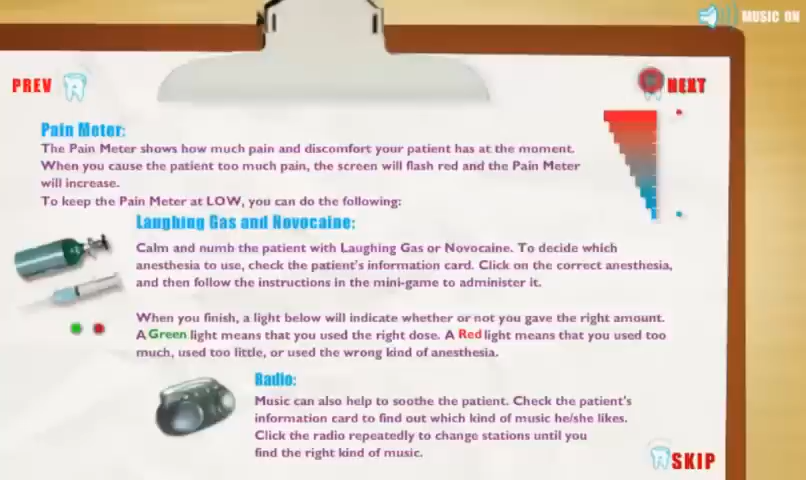 MUSIC ON
PREV
NEXT
Pain Meter:
The Pain Meter shows how much pain and discomfort your patient has at the moment.
When you cause the patient too much pain, the screen will flash red and the Pain Meter
will increase.
To keep the Pain Meter at LOW, you can do the following:
Laughing Gas and Novocaine:
Calm and numb the patient with Laughing Gas or Novocaine. To decide which
anesthesia to use, check the patient's information card. Click on the correct anesthesia,
and then follow the instructions in the mini-game to administer it.
When you finish, a light below will indicate whether or not you gave the right amount.
A Green light means that you used the right dose. A Red light means that you used too
much, used too little, or used the wrong kind of anesthesia.
Radio:
Music can also help to soothe the patient. Check the patient's
information card to find out which kind of music he/she likes.
Click the radio repeatedly to change stations until you
find the right kind of music.
SKIP